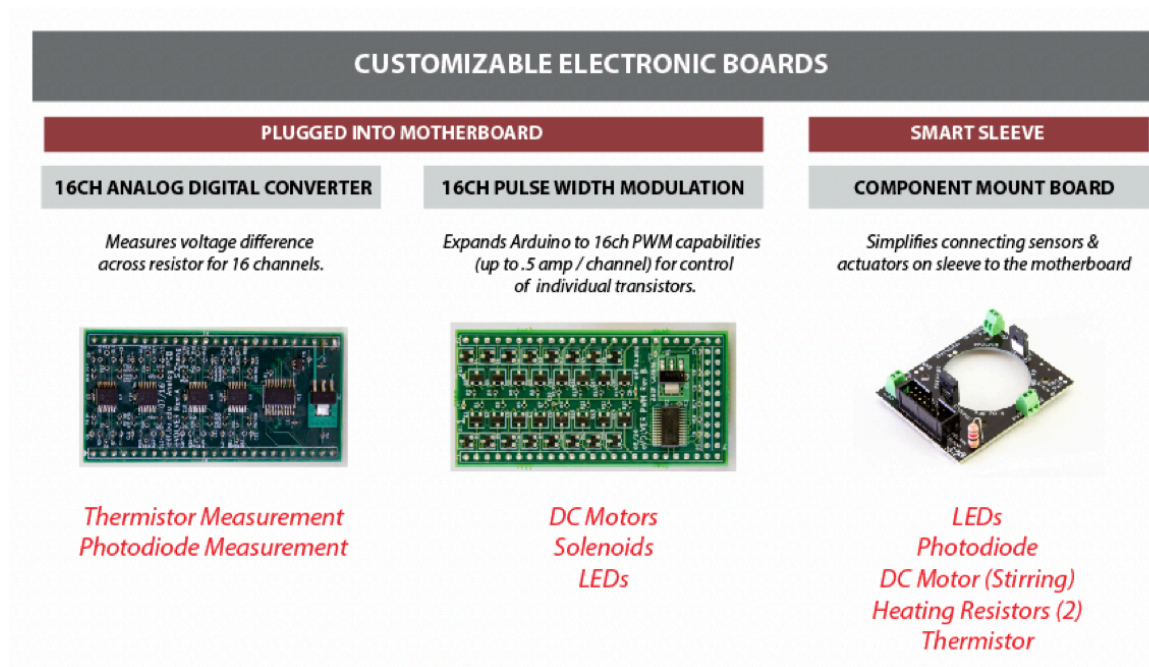 CUSTOMIZABLE ELECTRONIC BOARDS
PLUGGED INTO MOTHERBOARD
SMART SLEEVE
16CH ANALOG DIGITAL CONVERTER
16CH PULSE WIDTH MODULATION
COMPONENT MOUNT BOARD
Measures voltage difference
across resistor for 16 channels.
Expands Arduino to 16ch PWM capabilities
(up to .5 amp / channel) for control
of individual transistors.
Simplifies connecting sensors &
actuators on sleeve to the motherboard
Thermistor Measurement
Photodiode Measurement
DC Motors
Solenoids
LEDs
LEDs
Photodiode
DC Motor (Stirring)
Heating Resistors (2)
Thermistor